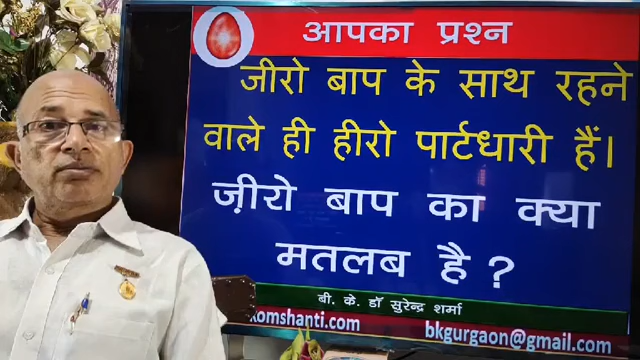 आपका प्रश्न
जीरो बाप के साथ रहने
वाले ही हीरो पार्टधारी हैं।
ज़ीरो बाप का क्या
मतलब है ?
बी. के. डॉ सुरेन्द्र शर्मा
omshanti.com bkgurgaon@gmail.com